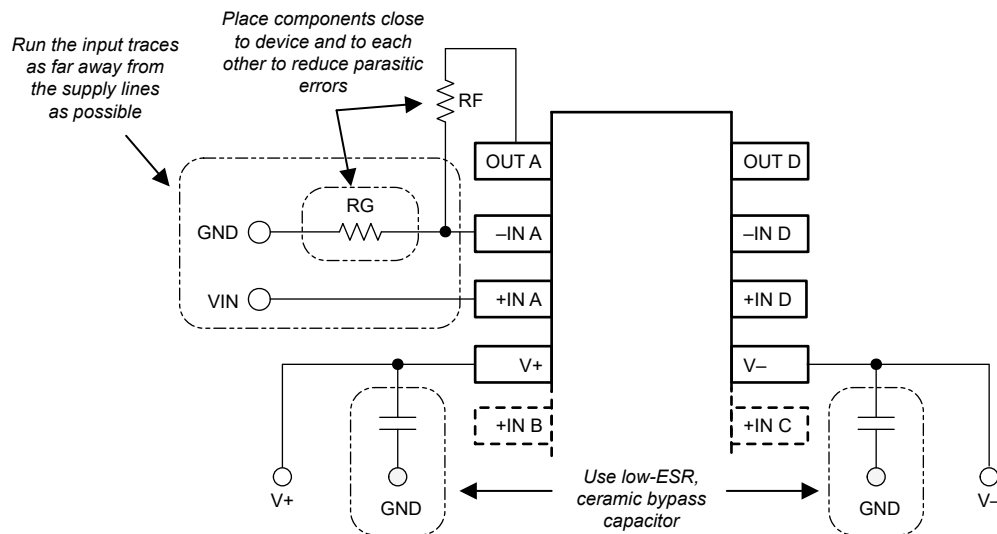 Place components close
to device and to each
other to reduce parasitic
errors
Run the input traces
as far away from
the supply lines
as possible
RF
OUT A
OUT D
RG
GND
–IN A
–IN D
VIN
+IN A
+IN D
V+
V–
+IN B
+IN C
Use low-ESR,
ceramic bypass
capacitor
V+
GND
GND
V–